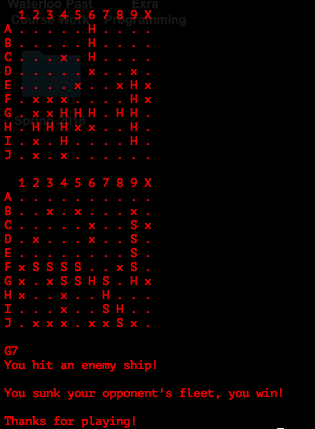 Waterloo Past - Exra
Course Work Programming
1 2 3 4 5 6 7 8 9 X
A . . . . . H . . . .
B . . . . . H . . . .
C . . . x . H . . . .
D . . . . . x . . x .
E . . . . x . . x H x
F . x x x . . . . H x
G . x x H H H . H H .
H . H H H x x . . x .
I . x . H . . . . H .
J . x . x . . . . . .
1 2 3 4 5 6 7 8 9 X
A . . . . . . . . . .
B . . x . x . . . x .
C . . . . . x . . S x
D . x . . . x . . S .
E . . . . . . . . S .
F x S S S S . . x S .
G x . x S S H S . H x
H x . . x . . H . . .
I . . . x . . S H . .
J . x x x . x x S x .
G7
You hit an enemy ship!
You sunk your opponent's fleet, you win!
Thanks for playing!